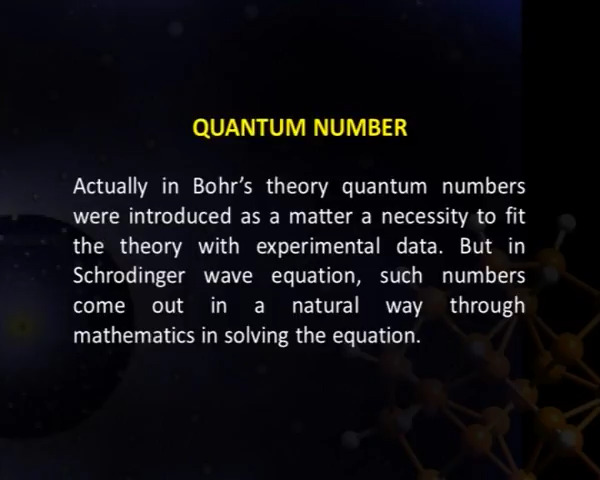 QUANTUM NUMBER
Actually in Bohr’s theory quantum numbers
were introduced as a matter a necessity to fit
the theory with experimental data. But in
Schrodinger wave equation, such numbers
come out in a natural way through
mathematics in solving the equation.